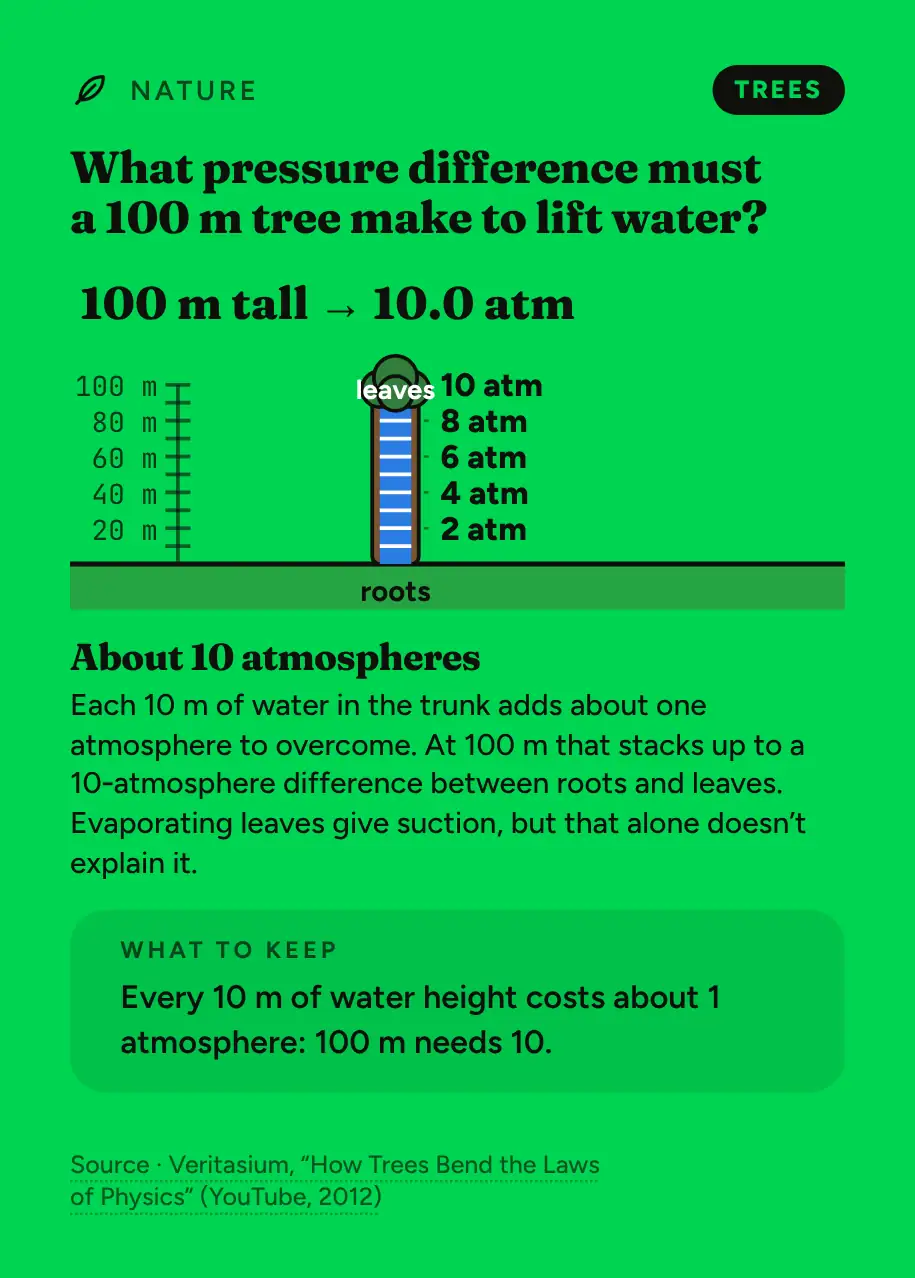 NATURE
TREES
What pressure difference must
a 100 m tree make to lift water?
100 m tall → 10.0 atm
100 m
leaves
10 atm
80 m
8 atm
60 m
6 atm
40 m
4 atm
20 m
2 atm
roots
About 10 atmospheres
Each 10 m of water in the trunk adds about one
atmosphere to overcome. At 100 m that stacks up to a
10-atmosphere difference between roots and leaves.
Evaporating leaves give suction, but that alone doesn’t
explain it.
WHAT TO KEEP
Every 10 m of water height costs about 1
atmosphere: 100 m needs 10.
Source · Veritasium, “How Trees Bend the Laws
of Physics” (YouTube, 2012)